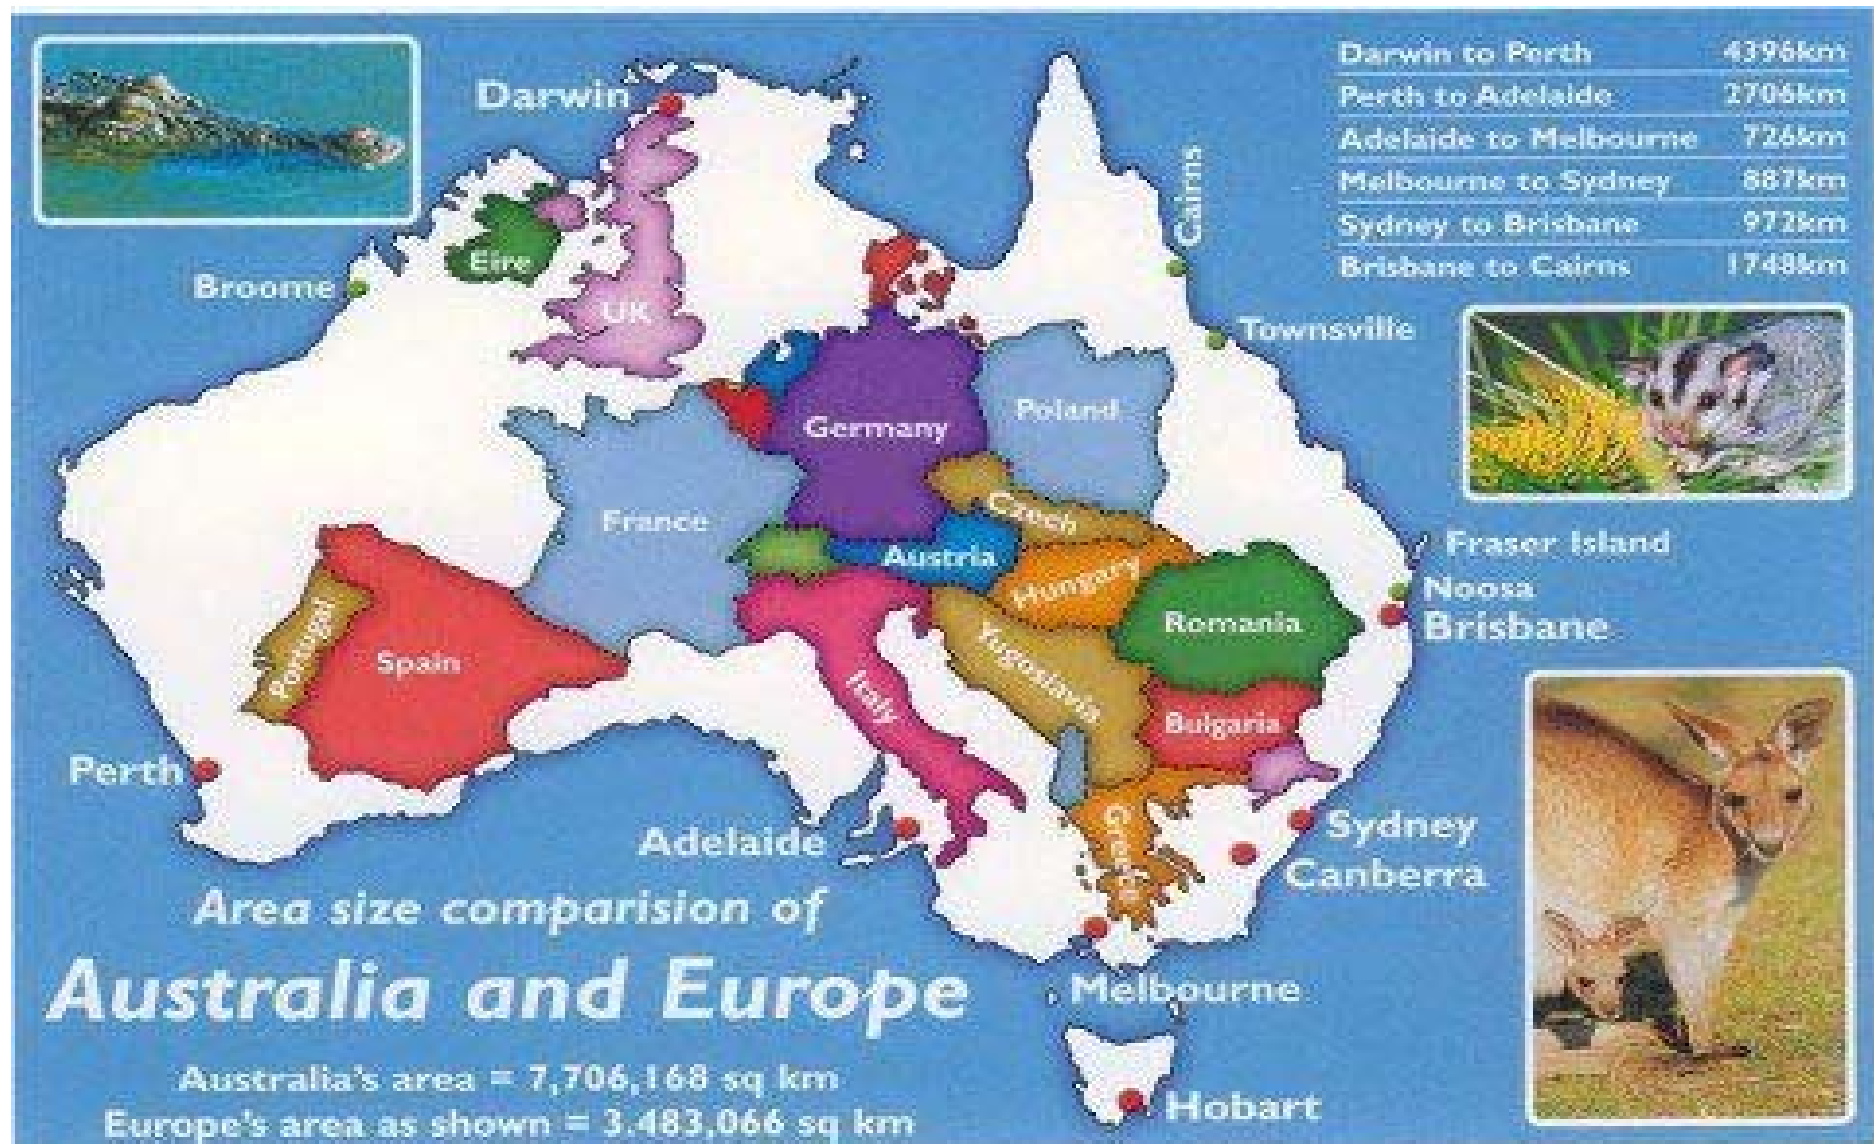 Darwin
Darwin to Perth 4396km
Perth to Adelaide 2706km
Adelaide to Melbourne 726km
Melbourne to Sydney 887km
Sydney to Brisbane 972km
Brisbane to Cairns 1748km
Cairns
Eire
Broome
UK
Townsville
Germany
Poland
France
Czech
Austria
Hungary
Fraser Island
Noosa
Brisbane
Portugal
Spain
Italy
Yugoslavia
Romania
Bulgaria
Perth
Adelaide
Greece
Sydney
Canberra
Area size comparision of
Australia and Europe
Melbourne
Australia's area = 7,706,168 sq km
Europe's area as shown = 3.483,066 sq km
Hobart